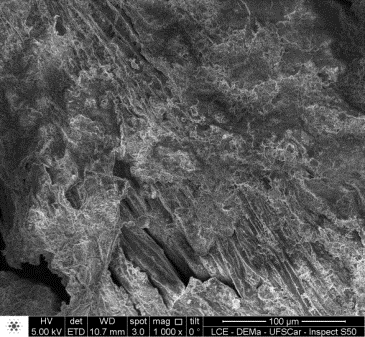 HV det WD spot mag □ tilt 100 µm
5.00 kV ETD 10.7 mm 3.0 1 000 x 0 ° LCE - DEMa - UFSCar - Inspect S50